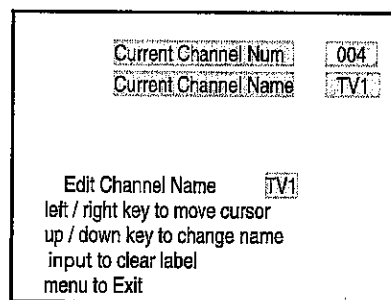 Current Channel Num 004
Current Channel Name TV1
Edit Channel Name TV1
left / right key to move cursor
up / down key to change name
input to clear label
menu to Exit